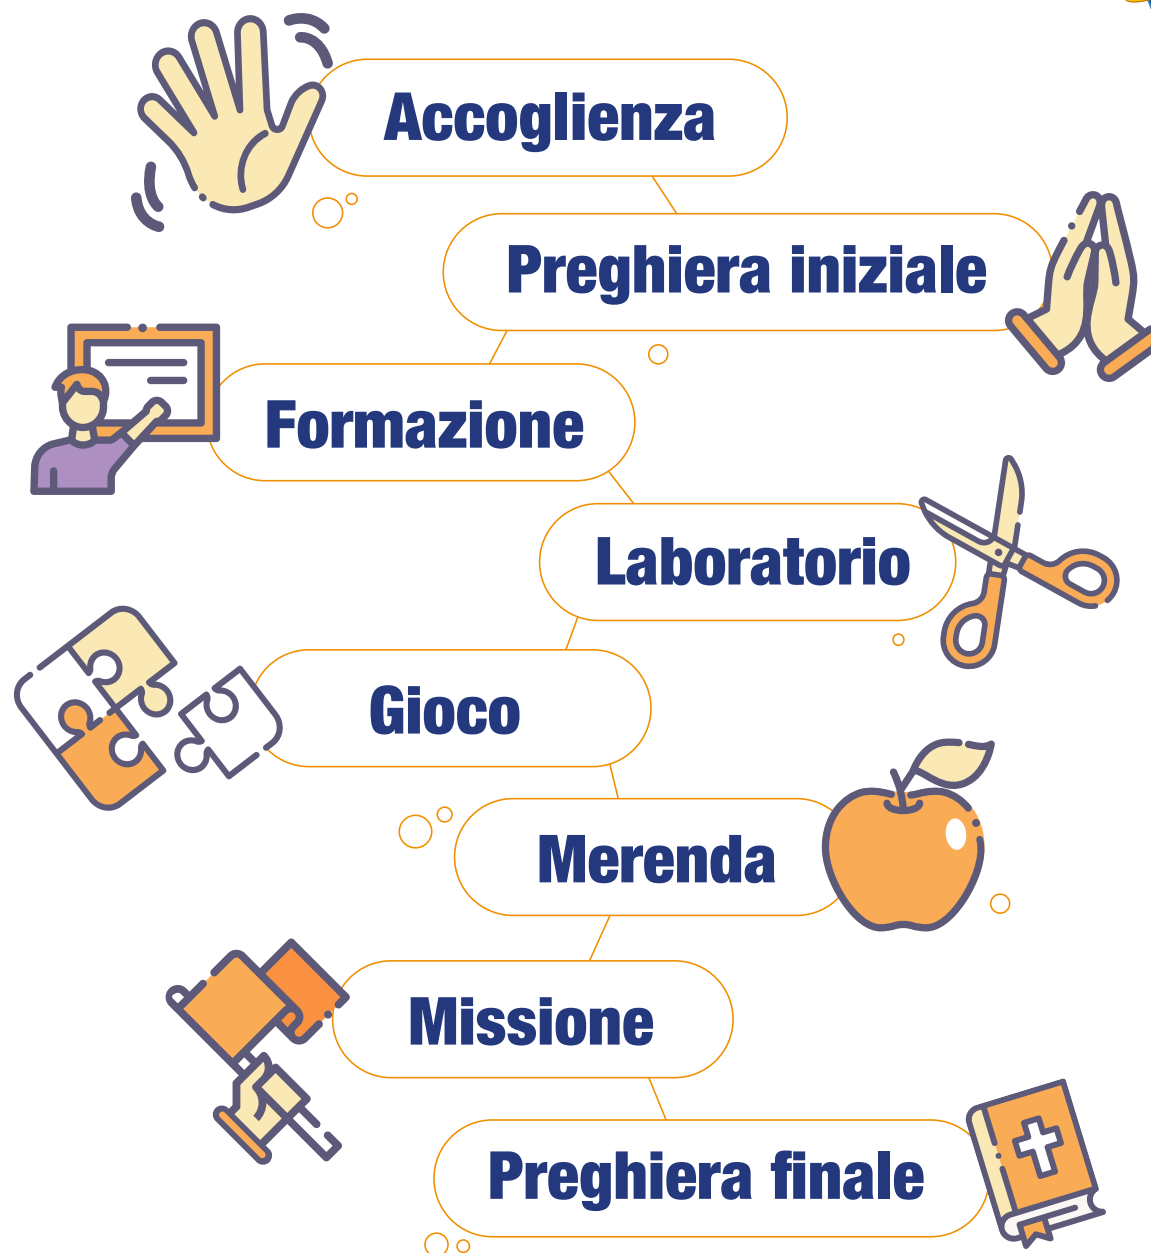 Accoglienza
Preghiera iniziale
Formazione
Laboratorio
Gioco
Merenda
Missione
Preghiera finale